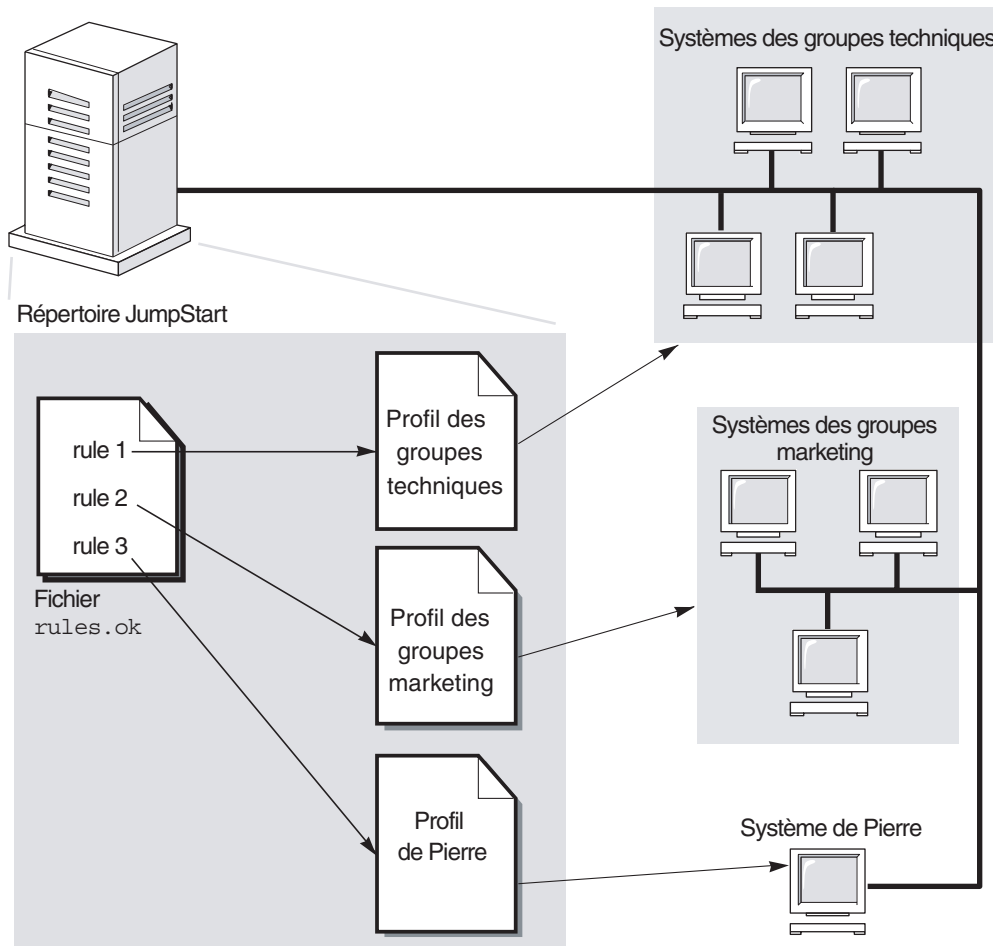 Systèmes des groupes techniques
Répertoire JumpStart
rule 1
rule 2
rule 3
Fichier
rules.ok
Profil des
groupes
techniques
Profil des
groupes
marketing
Profil
de Pierre
Systèmes des groupes
marketing
Système de Pierre